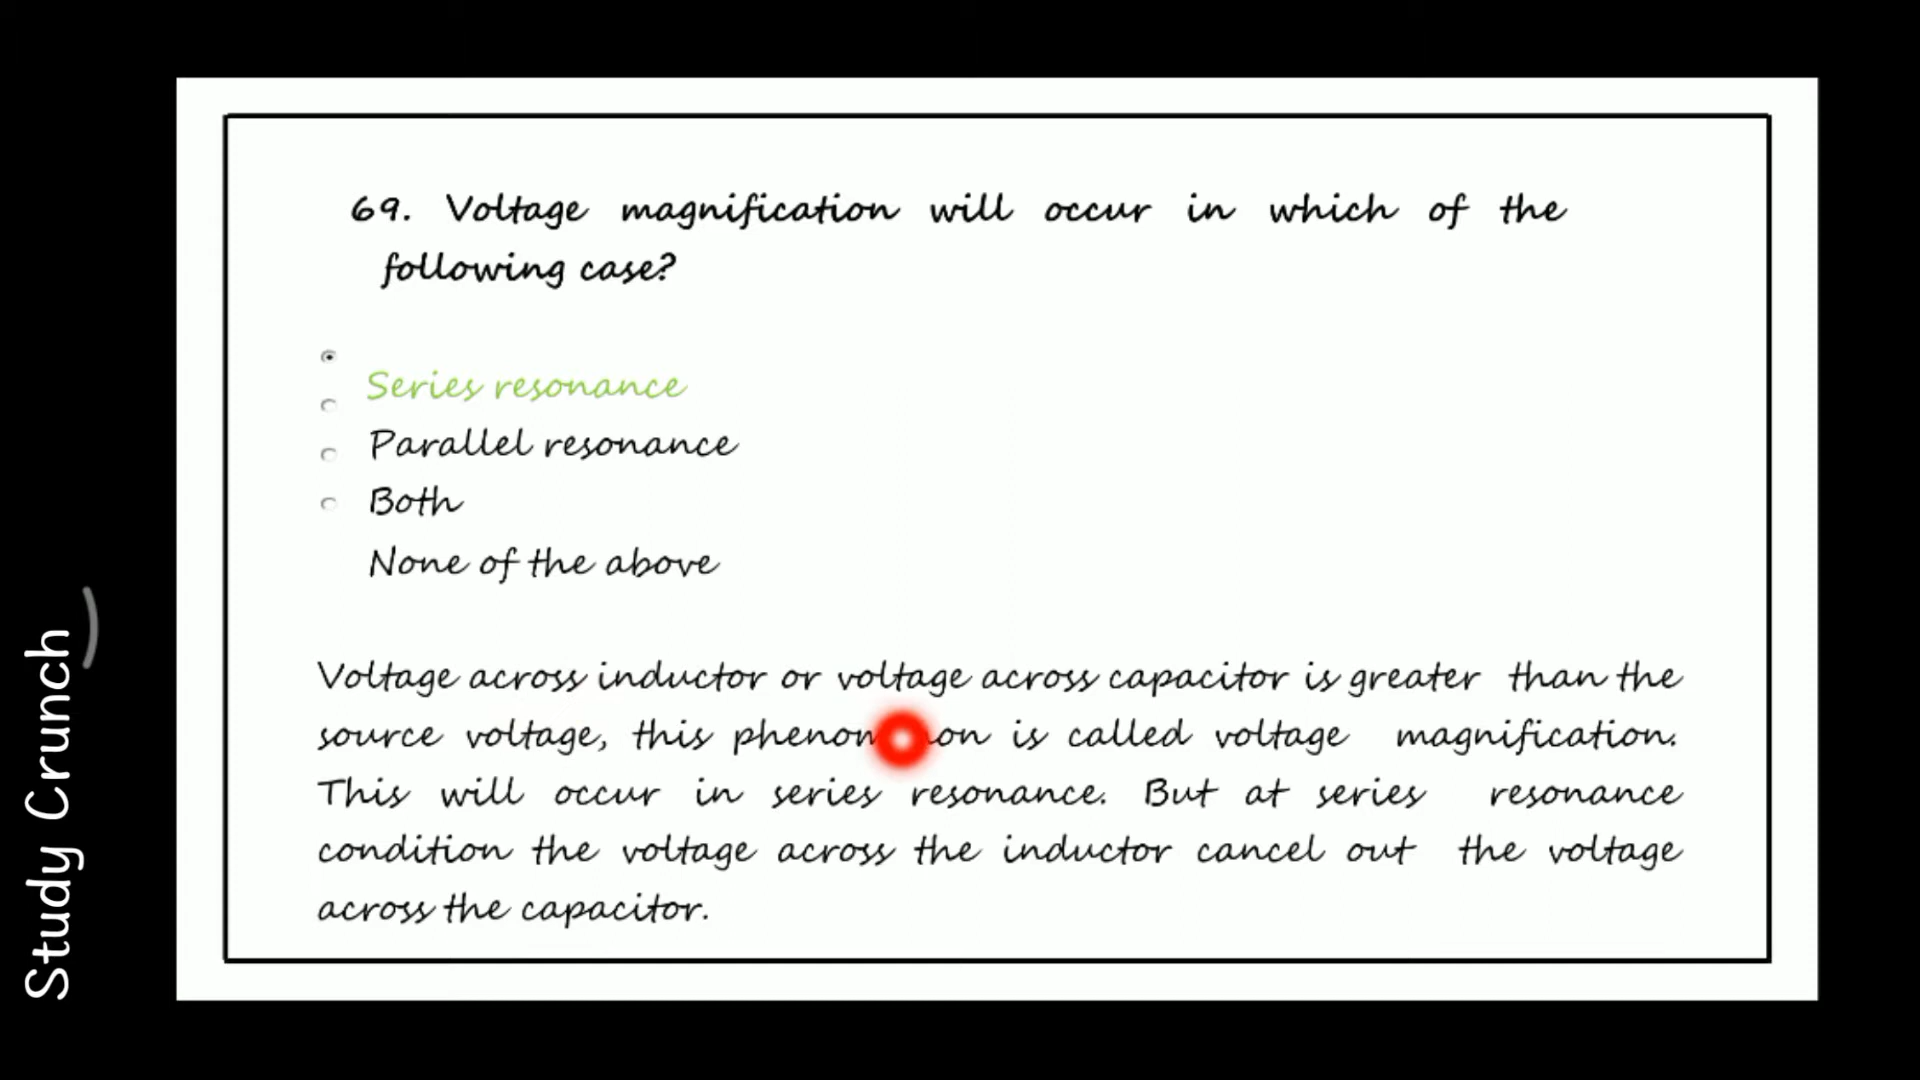 69. Voltage magnification will occur in which of the
following case?
Series resonance
Parallel resonance
Both
None of the above
Voltage across inductor or voltage across capacitor is greater than the
source voltage, this is called voltage magnification.
This will occur in series resonance. But at series resonance
condition the voltage across the inductor cancel out the voltage
across the capacitor.
Study Crunch